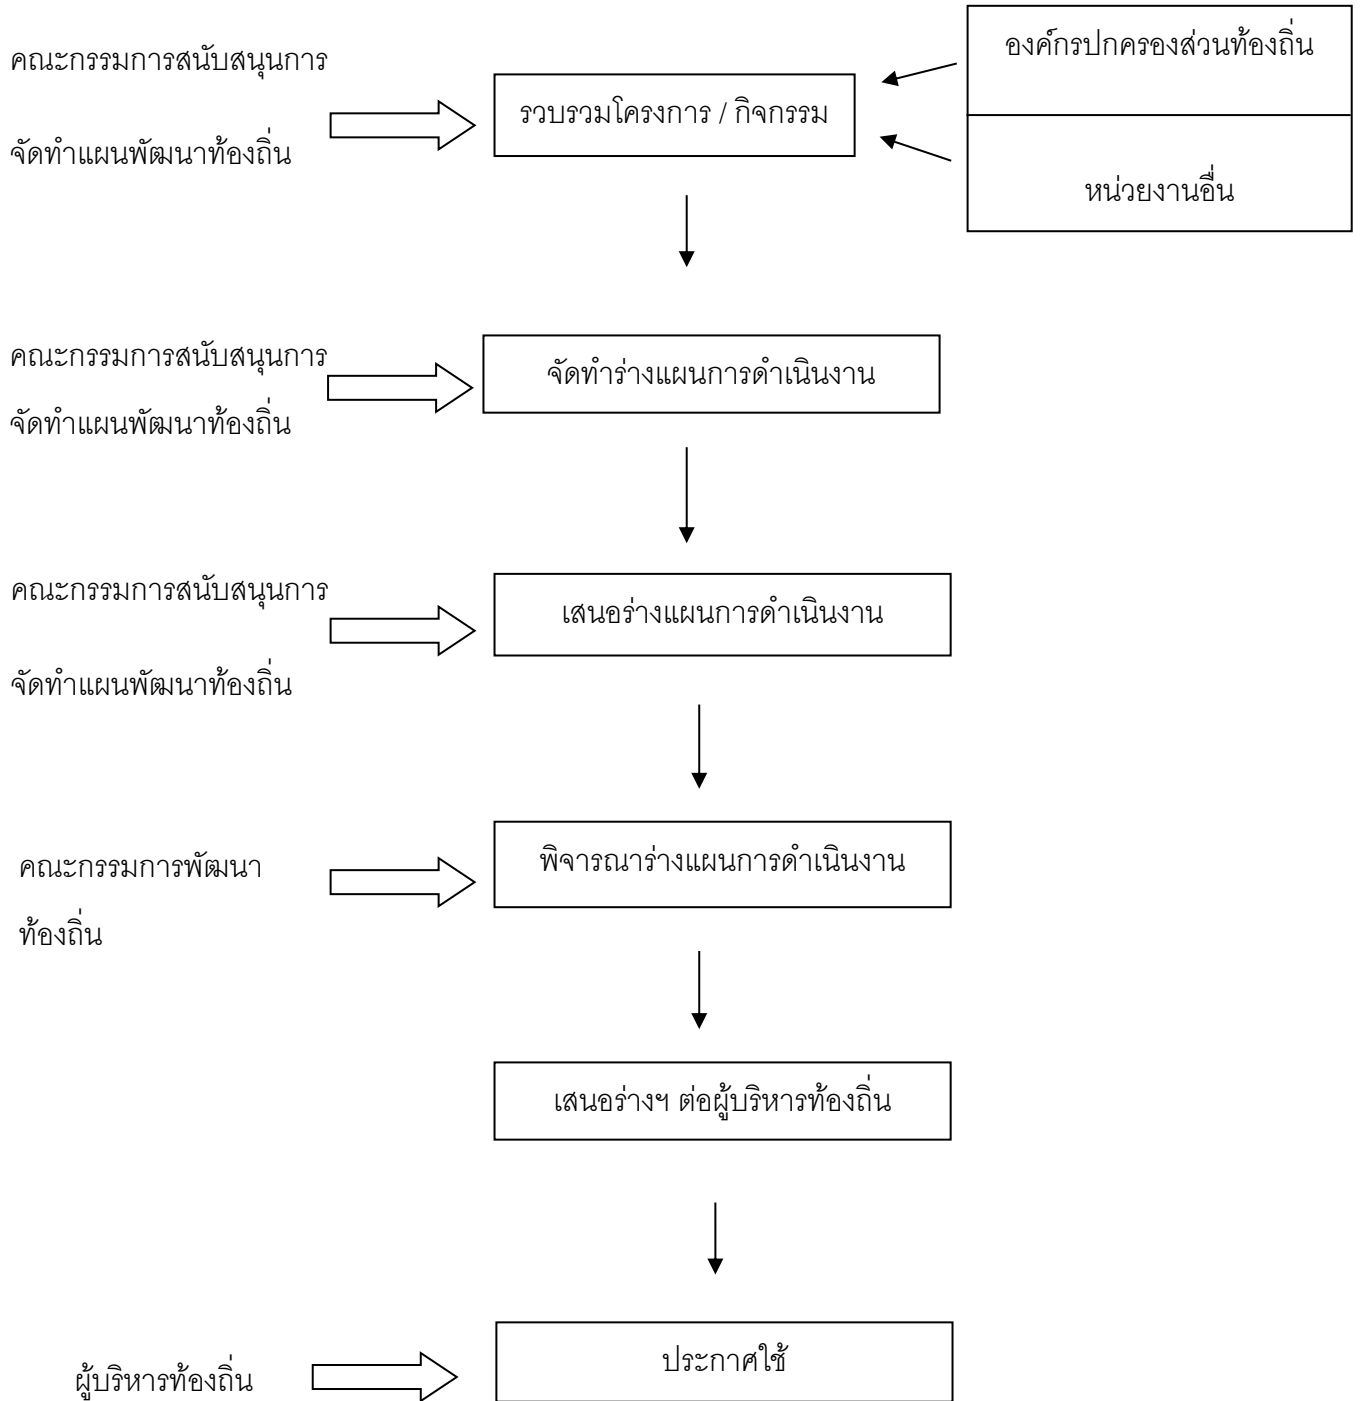 คณะกรรมการสนับสนุนการ
จัดทำแผนพัฒนาท้องถิ่น
รวบรวมโครงการ / กิจกรรม
องค์กรปกครองส่วนท้องถิ่น
หน่วยงานอื่น
คณะกรรมการสนับสนุนการ
จัดทำแผนพัฒนาท้องถิ่น
จัดทำร่างแผนการดำเนินงาน
คณะกรรมการสนับสนุนการ
จัดทำแผนพัฒนาท้องถิ่น
เสนอร่างแผนการดำเนินงาน
คณะกรรมการพัฒนา
ท้องถิ่น
พิจารณาร่างแผนการดำเนินงาน
เสนอร่างฯ ต่อผู้บริหารท้องถิ่น
ผู้บริหารท้องถิ่น
ประกาศใช้